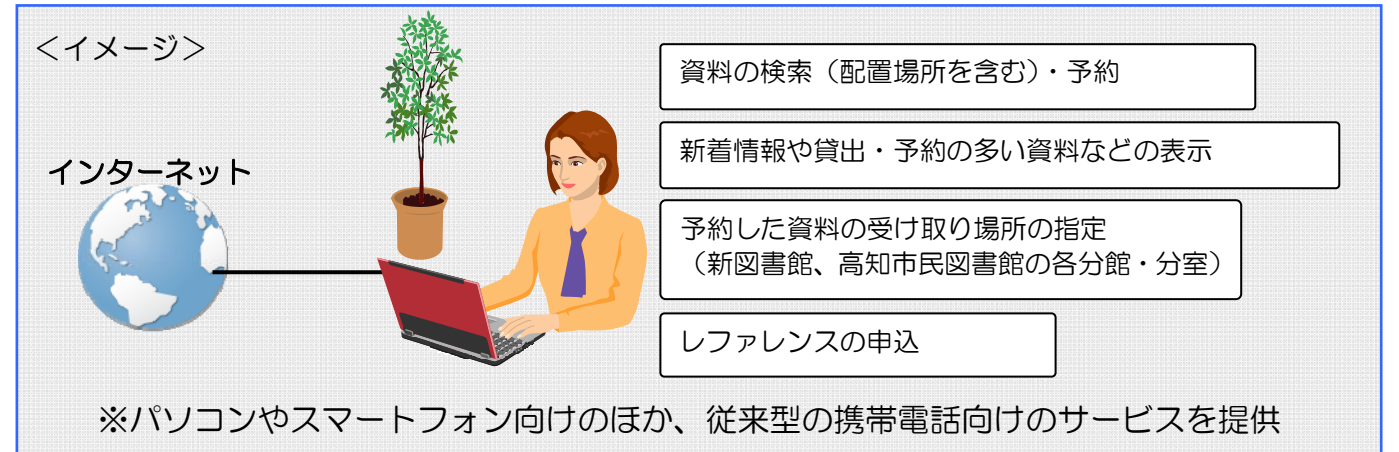 ＜イメージ＞
インターネット
資料の検索（配置場所を含む）・予約
新着情報や貸出・予約の多い資料などの表示
予約した資料の受け取り場所の指定
（新図書館、高知市民図書館の各分館・分室）
レファレンスの申込
※パソコンやスマートフォン向けのほか、従来型の携帯電話向けのサービスを提供